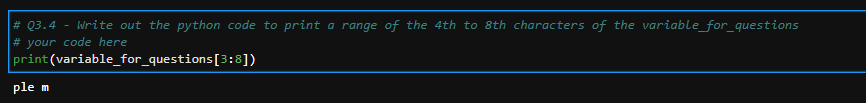 # Q3.4 - Write out the python code to print a range of the 4th to 8th characters of the variable_for_questions
# your code here
print(variable_for_questions[3:8])
ple m